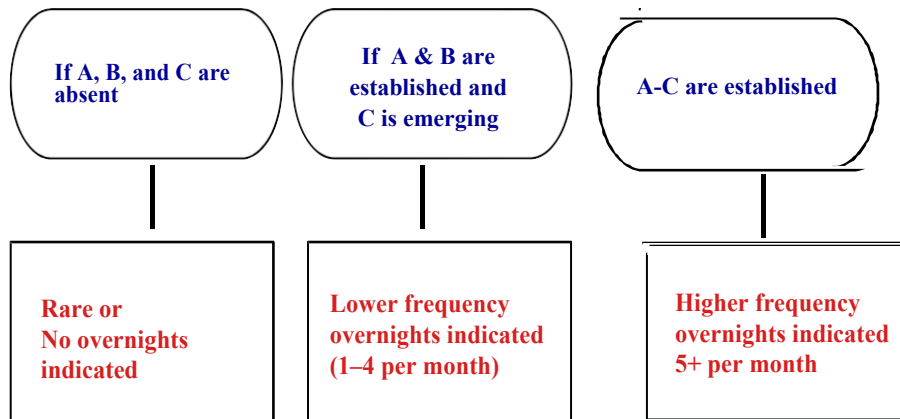 If A, B, and C are
absent
If A & B are
established and
C is emerging
A-C are established
Rare or
No overnights
indicated
Lower frequency
overnights indicated
(1–4 per month)
Higher frequency
overnights indicated
5+ per month